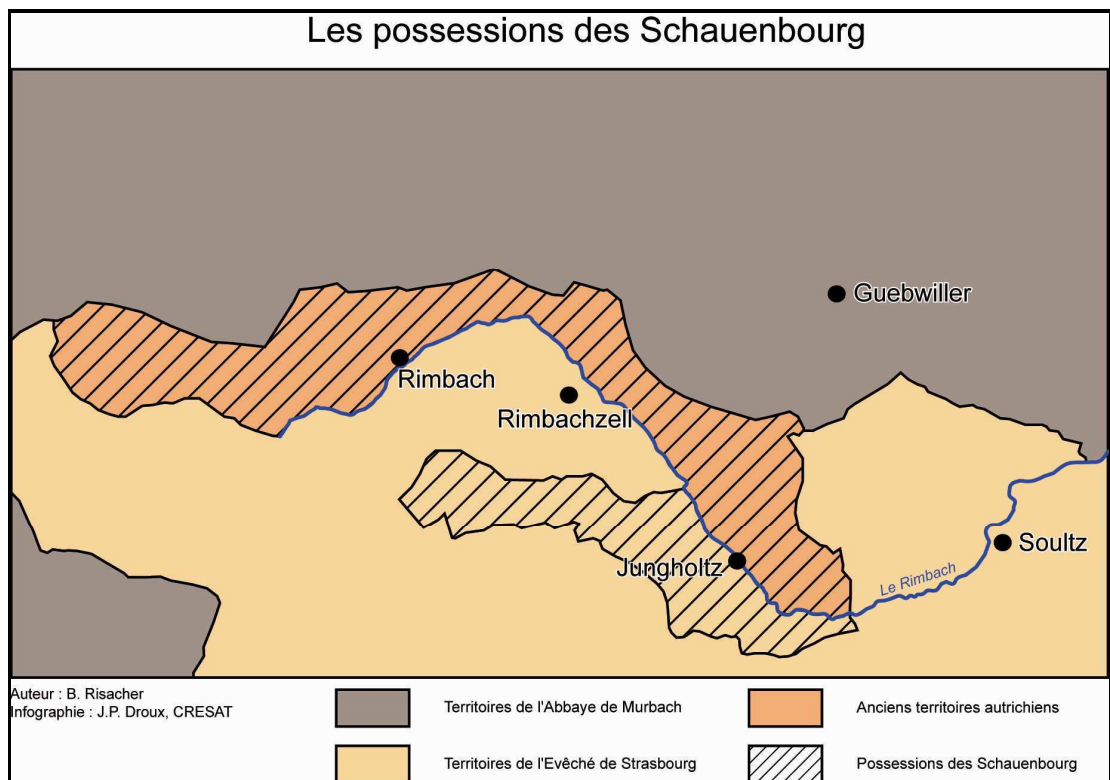 Les possessions des Schauenbourg
Guebwiller
Rimbach
Rimbachzell
Jungholtz
Soultz
Le Rimbach
Auteur : B. Risacher
Infographie : J.P. Droux, CRESAT
Territoires de l'Abbaye de Murbach
Anciens territoires autrichiens
Territoires de l'Evêché de Strasbourg
Possessions des Schauenbourg